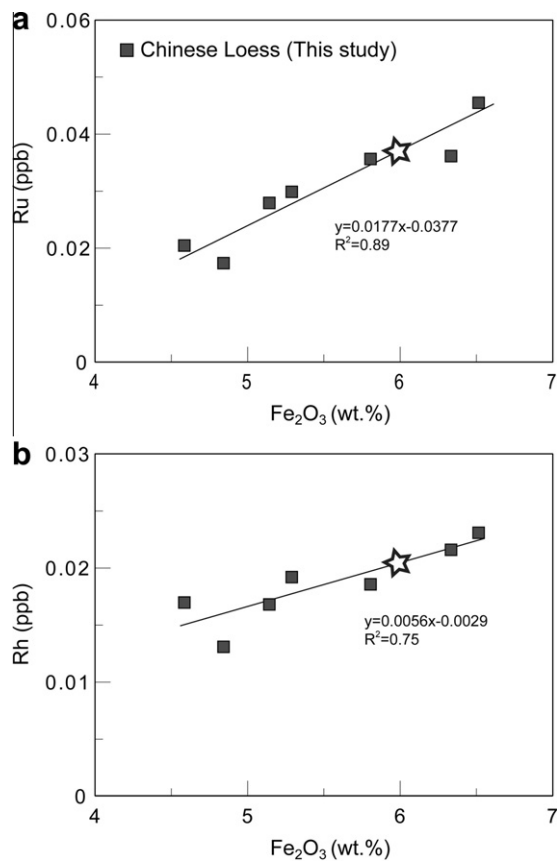 a
0.06
Chinese Loess (This study)
0.04
Ru (ppb)
y=0.0177x-0.0377
R²=0.89
0.02
0
4 5 6 7
Fe₂O₃ (wt.%)
b
0.03
0.02
Rh (ppb)
y=0.0056x-0.0029
R²=0.75
0.01
0
4 5 6 7
Fe₂O₃ (wt.%)